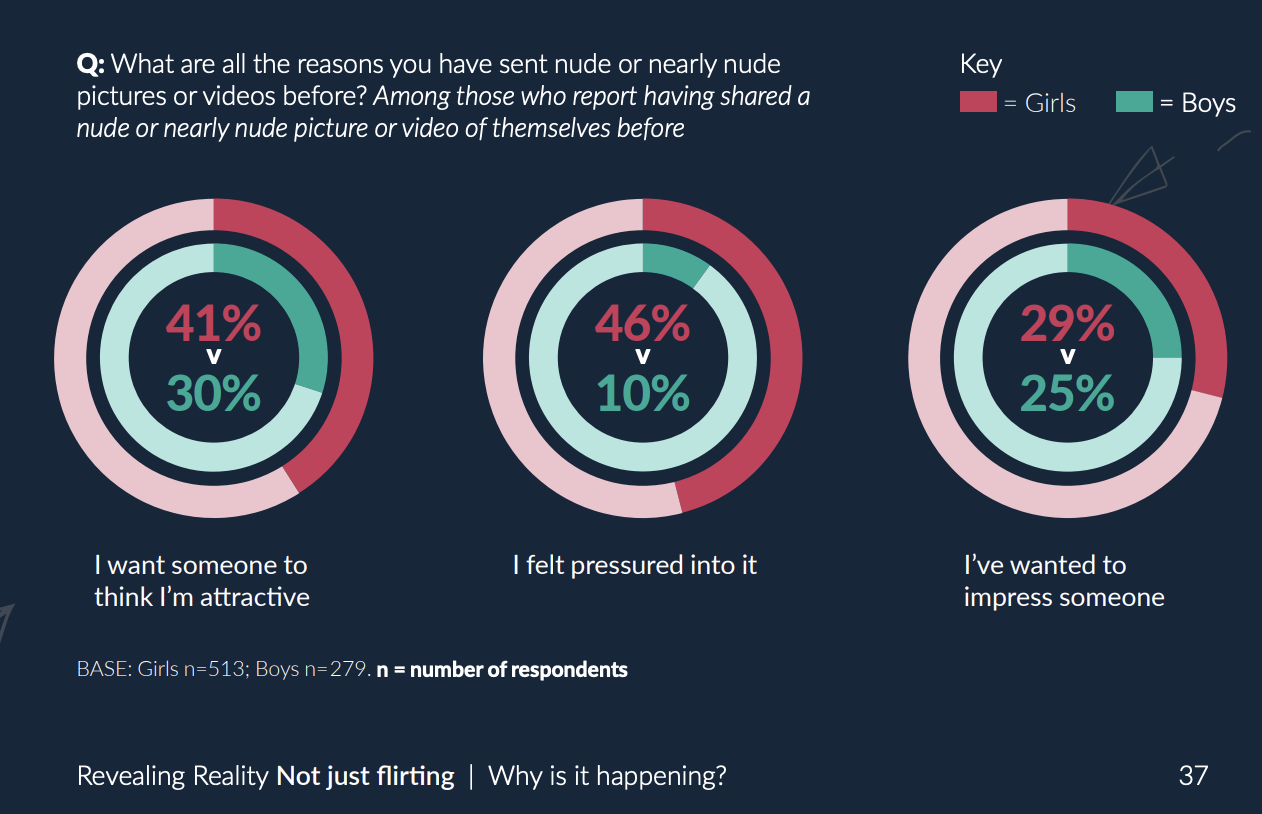 Q: What are all the reasons you have sent nude or nearly nude
pictures or videos before? Among those who report having shared a
nude or nearly nude picture or video of themselves before
Key
= Girls
= Boys
41%
v
30%
46%
v
10%
29%
v
25%
I want someone to
think I’m attractive
I felt pressured into it
I’ve wanted to
impress someone
BASE: Girls n=513; Boys n=279. n = number of respondents
Revealing Reality Not just flirting | Why is it happening?
37